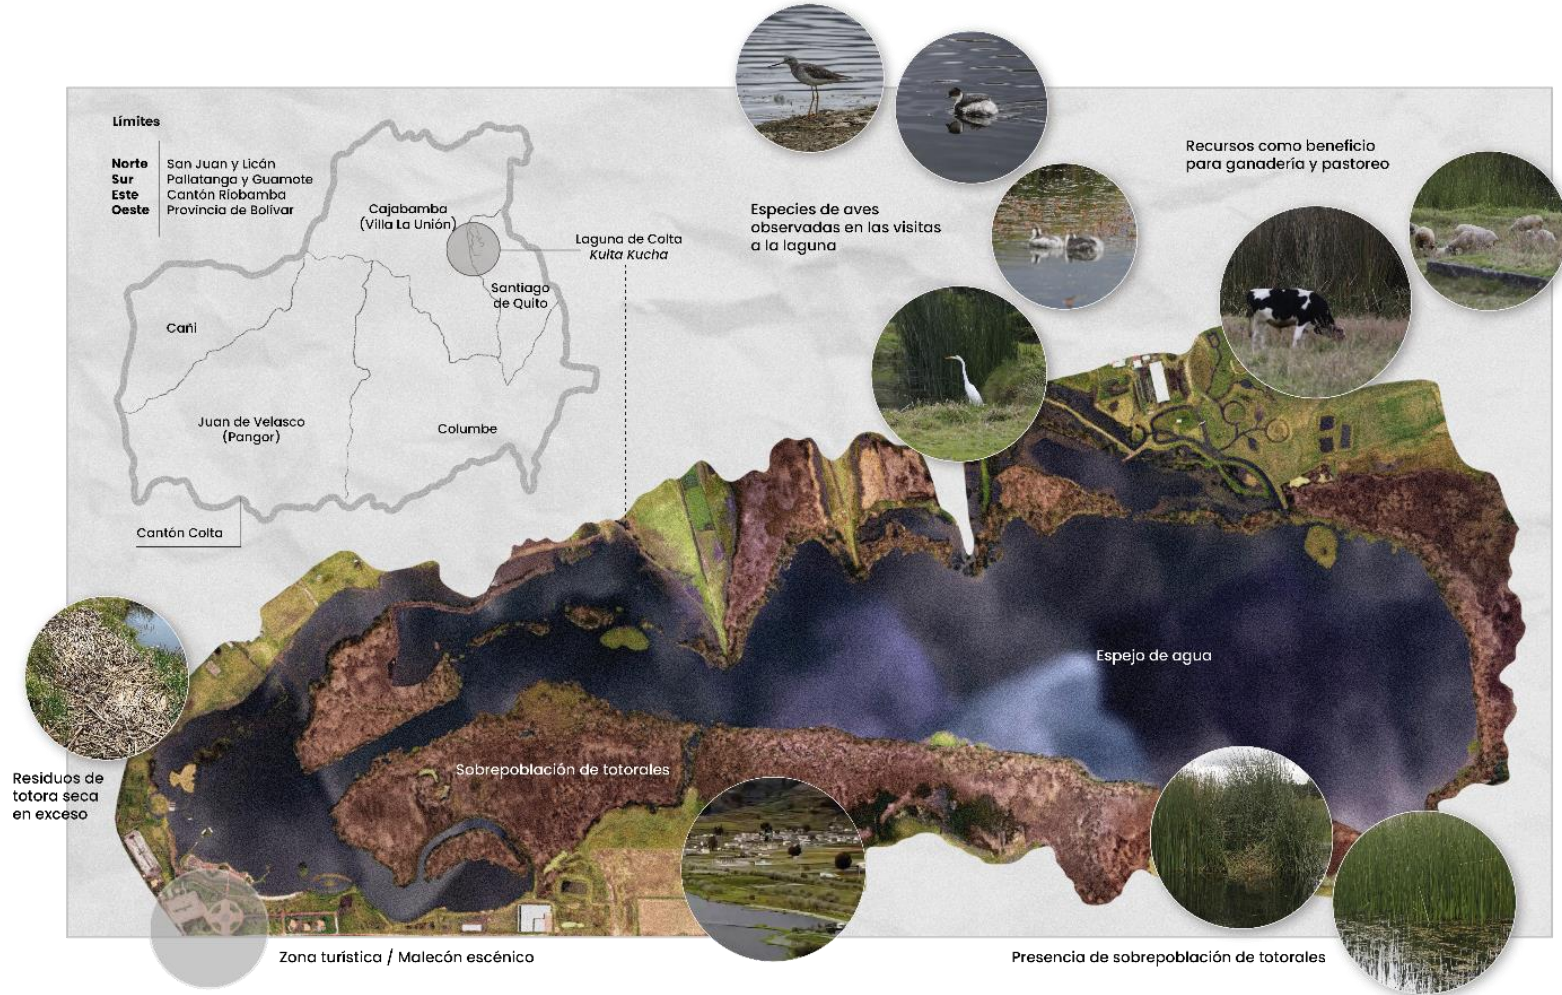 Límites
Norte San Juan y Licán
Sur Pallatanga y Guamote
Este Cantón Riobamba
Oeste Provincia de Bolívar
Cajabamba
(Villa La Unión)
Laguna de Colta
Kulta Kucha
Santiago
de Quito
Cañi
Juan de Velasco
(Pangor)
Columbe
Cantón Colta
Especies de aves
observadas en las visitas
a la laguna
Recursos como beneficio
para ganadería y pastoreo
Espejo de agua
Sobrepoblación de totorales
Residuos de
totora seca
en exceso
Zona turística / Malecón escénico
Presencia de sobrepoblación de totorales